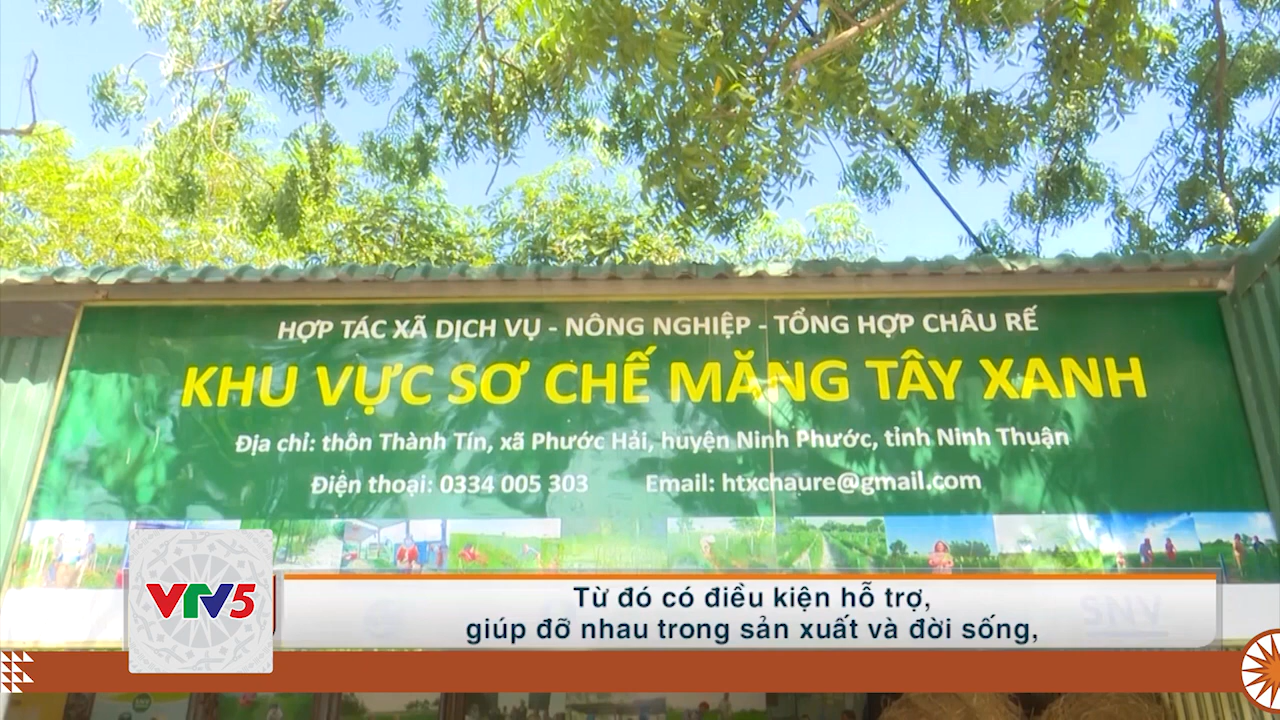 HỢP TÁC XÃ DỊCH VỤ - NÔNG NGHIỆP - TỔNG HỢP CHÂU RẾ
KHU VỰC SƠ CHẾ MĂNG TÂY XANH
Địa chỉ: thôn Thành Tín, xã Phước Hải, huyện Ninh Phước, tỉnh Ninh Thuận
Điện thoại: 0334 005 303 Email: htxchaure@gmail.com
SNV
VTV5
Từ đó có điều kiện hỗ trợ,
giúp đỡ nhau trong sản xuất và đời sống,